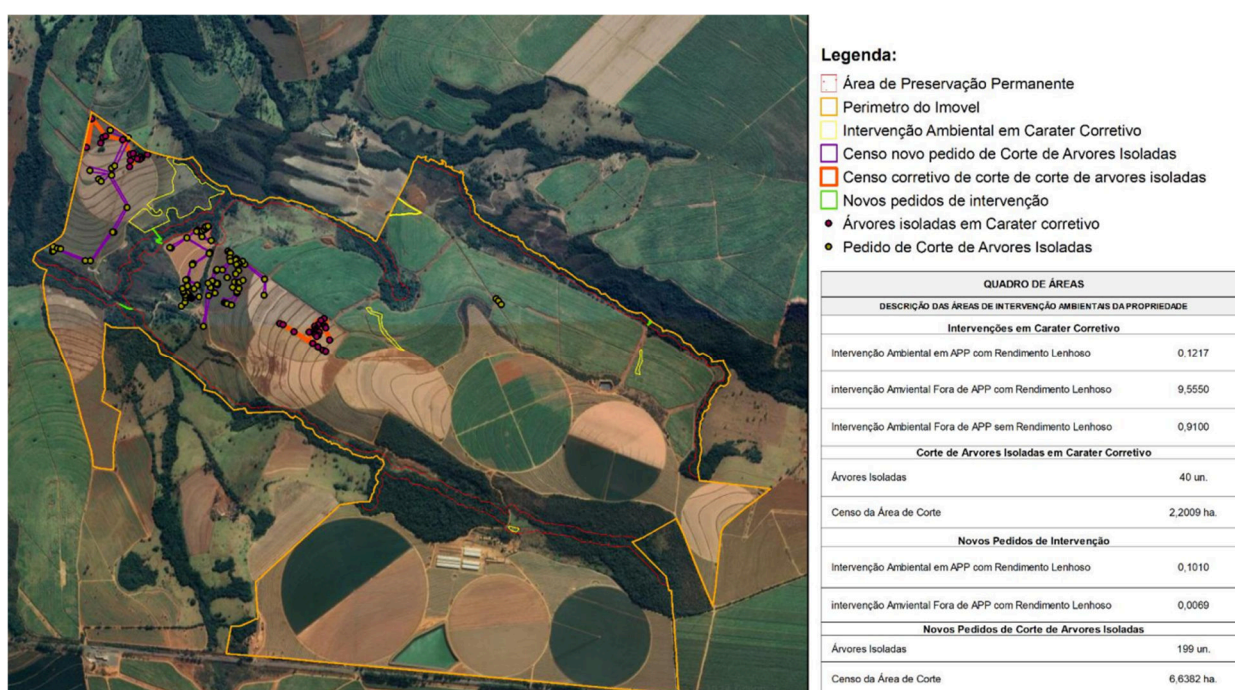 Legenda:
Área de Preservação Permanente
Perimetro do Imovel
Intervenção Ambiental em Carater Corretivo
Censo novo pedido de Corte de Arvores Isoladas
Censo corretivo de corte de corte de arvores isoladas
Novos pedidos de intervenção
Árvores isoladas em Carater corretivo
Pedido de Corte de Arvores Isoladas
QUADRO DE ÁREAS
DESCRIÇÃO DAS ÁREAS DE INTERVENÇÃO AMBIENTAIS DA PROPRIEDADE
Intervenções em Carater Corretivo
Intervenção Ambiental em APP com Rendimento Lenhoso 0.1217
intervenção Amviental Fora de APP com Rendimento Lenhoso 9,5550
Intervenção Ambiental Fora de APP sem Rendimento Lenhoso 0,9100
Corte de Arvores Isoladas em Carater Corretivo
Árvores Isoladas 40 un.
Censo da Área de Corte 2,2009 ha.
Novos Pedidos de Intervenção
Intervenção Ambiental em APP com Rendimento Lenhoso 0,1010
intervenção Amviental Fora de APP com Rendimento Lenhoso 0,0069
Novos Pedidos de Corte de Arvores Isoladas
Árvores Isoladas 199 un.
Censo da Área de Corte 6,6382 ha.